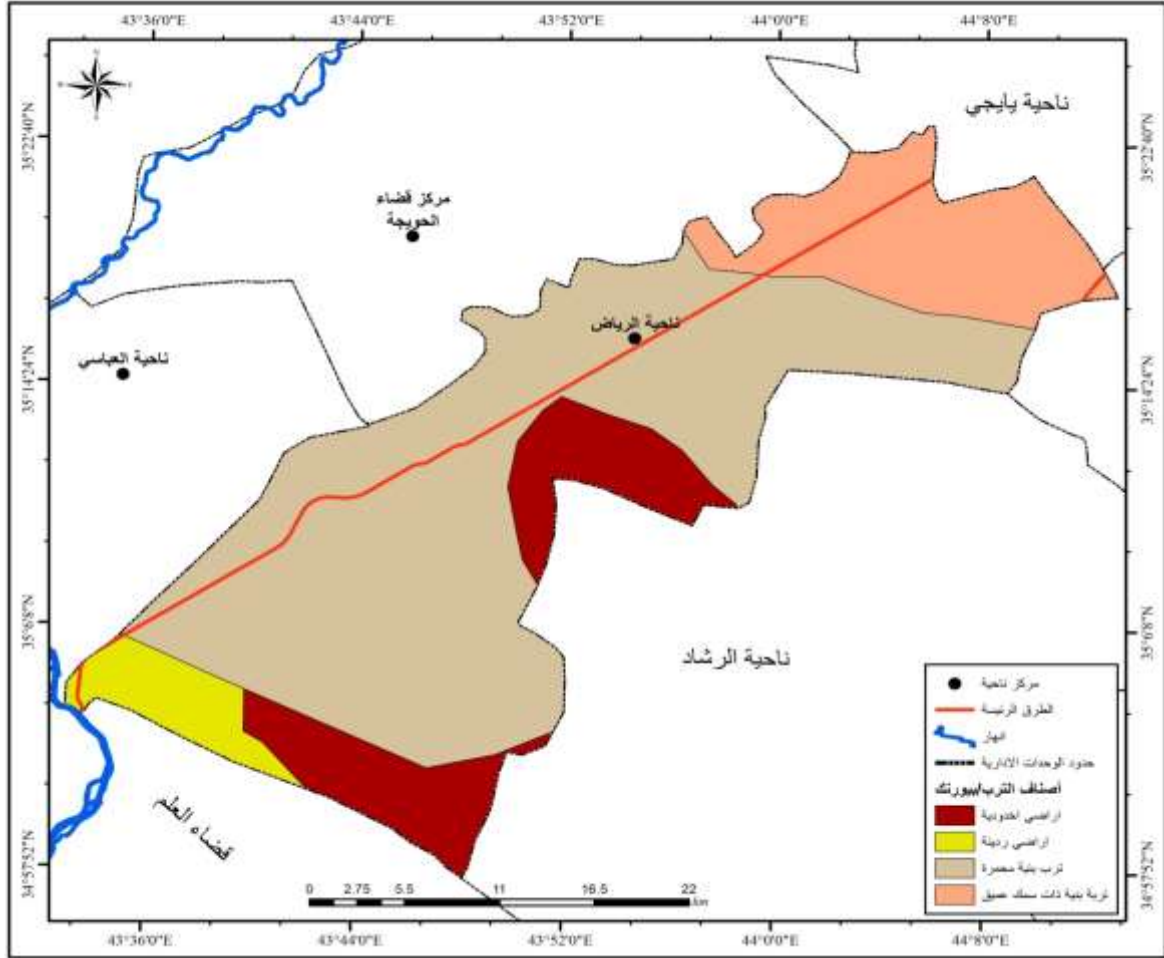 43°36'0"E 43°44'0"E 43°52'0"E 44°0'0"E 44°8'0"E
35°22'40"N
35°22'40"N
ناحية يايجي
مركز قضاء
الحويجة
ناحية الرياض
ناحية العباسي
35°14'24"N
35°14'24"N
35°6'8"N
35°6'8"N
ناحية الرشاد
قضاء العلم
34°57'52"N
34°57'52"N
مركز ناحية
الطرق الرئيسة
انهار
حدود الوحدات الادارية
أصناف الترب/بيورنك
اراضي اخدودية
اراضي رديئة
ترب بنية محمرة
تربة بنية ذات سمك عميق
0 2.75 5.5 11 16.5 22
km
43°36'0"E 43°44'0"E 43°52'0"E 44°0'0"E 44°8'0"E